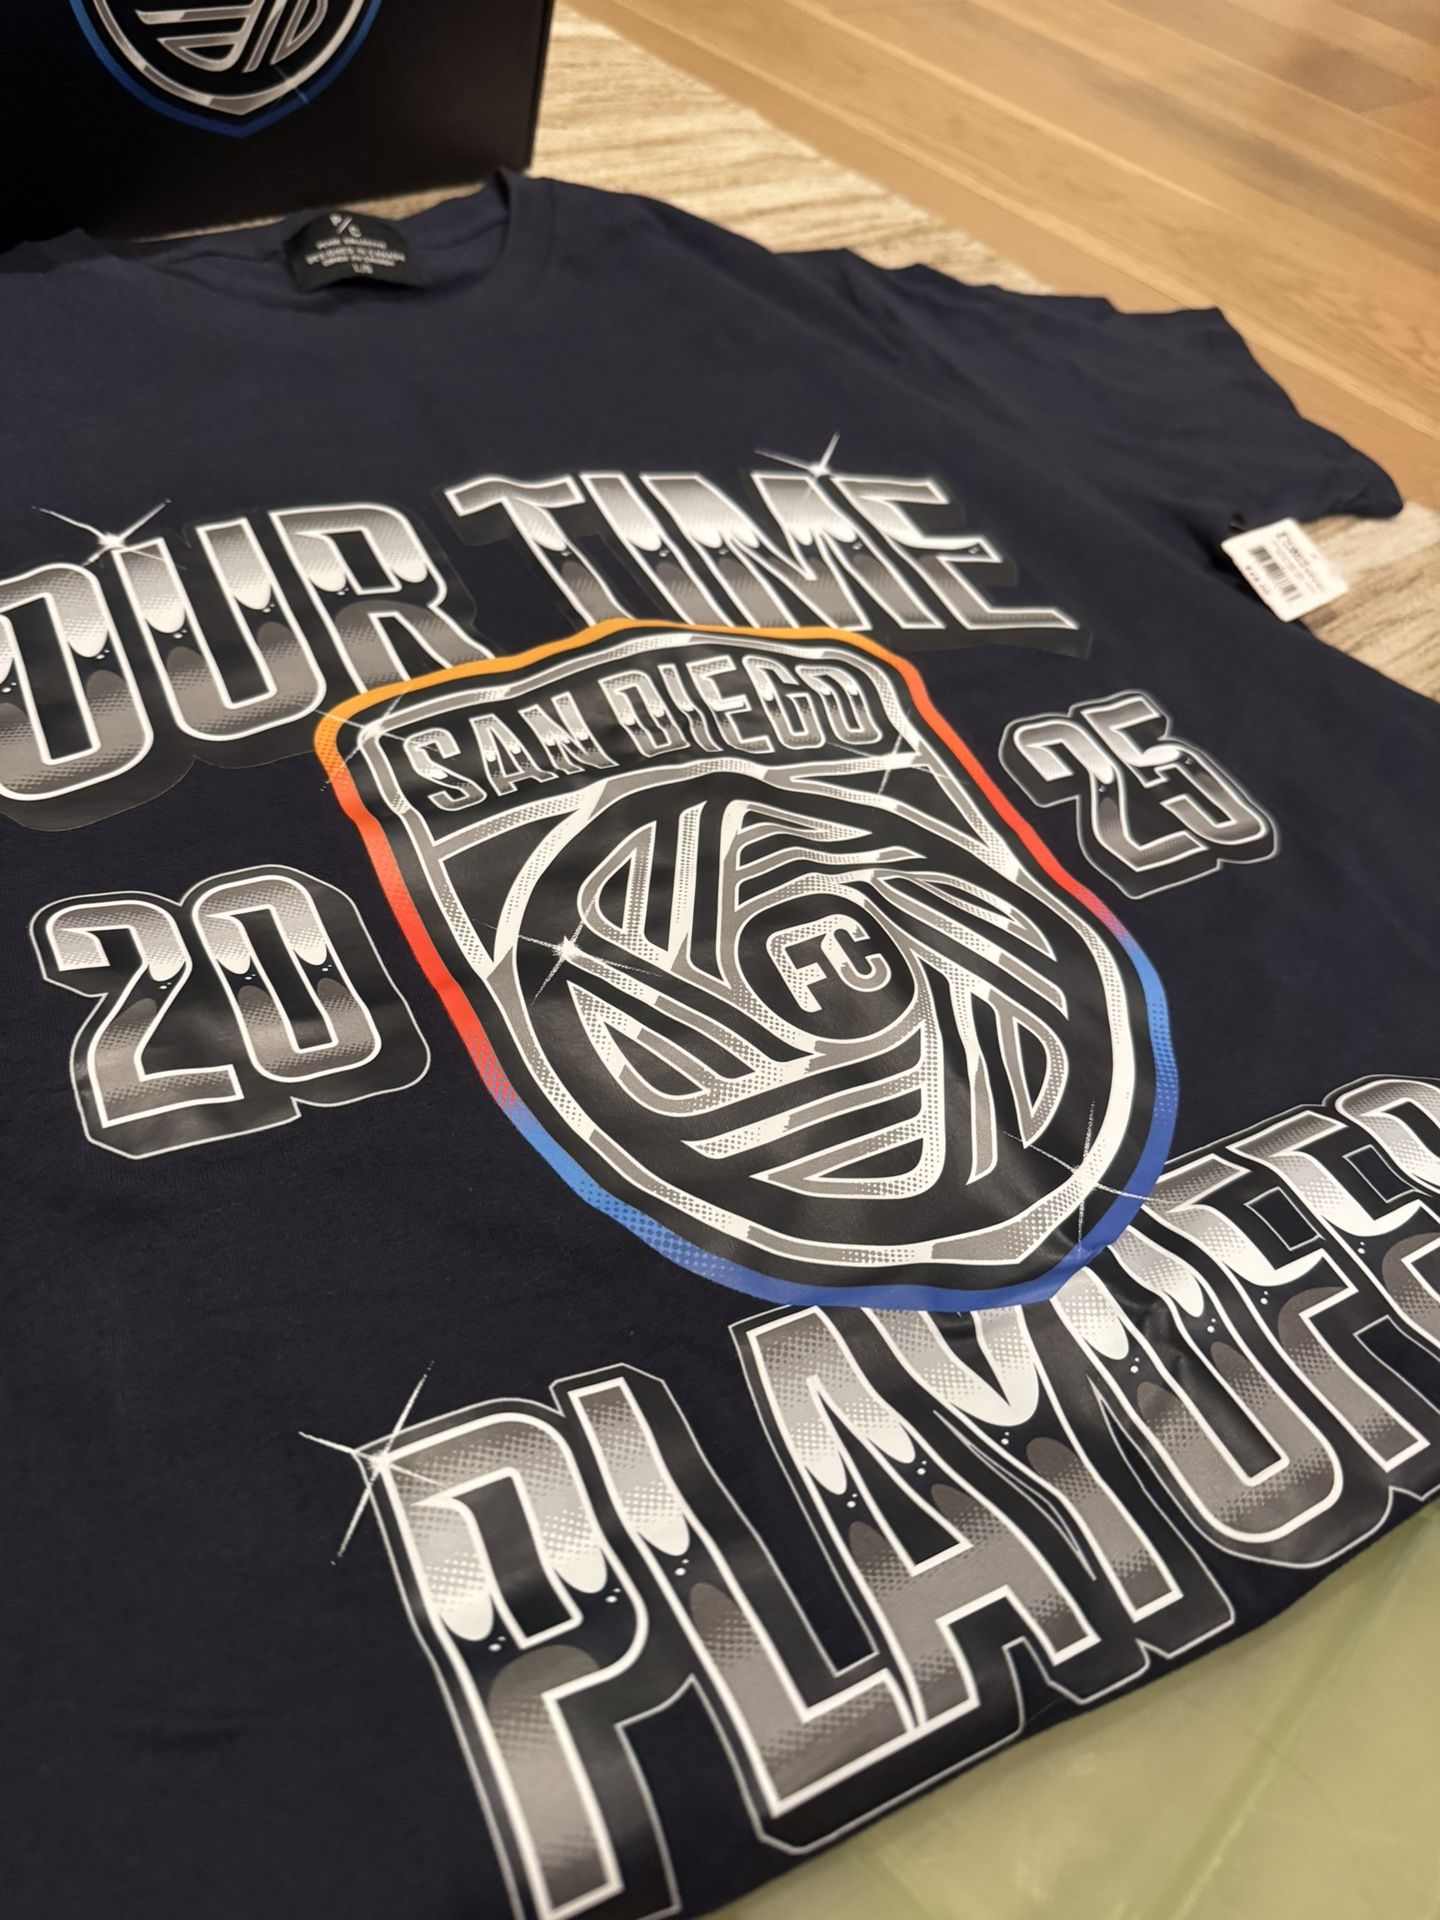 OUR TIME
SAN DIEGO
20 25
FC
PLAYOFFS